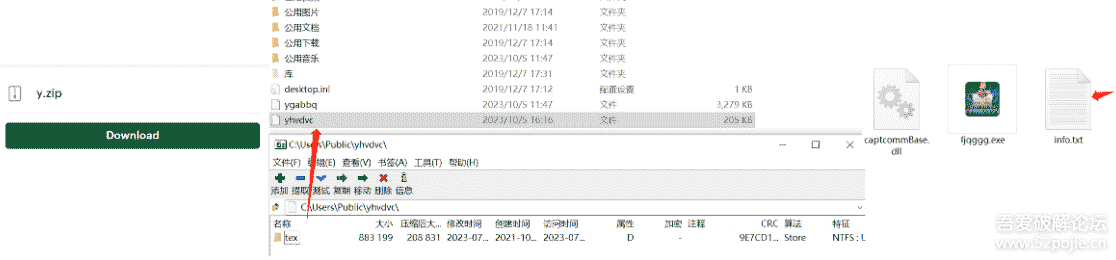 y.zip
Download
公用图片 2019/12/7 17:14 文件夹
公用文档 2021/11/18 11:41 文件夹
公用下载 2019/12/7 17:14 文件夹
公用音乐 2023/10/5 11:47 文件夹
库 2019/12/7 17:31 文件夹
desktop.ini 2019/12/7 17:12 配置设置 1 KB
ygabbq 2023/10/5 11:47 文件 3,279 KB
yhvdvc 2023/10/5 16:16 文件 205 KB
C:\Users\Public\yhvdvc\
文件(F) 编辑(E) 查看(V) 书签(A) 工具(T) 帮助(H)
添加 提取 测试 复制 移动 删除 信息
C:\Users\Public\yhvdvc\
名称 大小 压缩后大... 修改时间 创建时间 访问时间 属性 加密 注释 CRC 算法 特征
tex 883 199 208 831 2023-07... 2021-10... 2023-07... D - 9E7CD1... Store NTFS : U
captcommBase.dll
fjqggg.exe
info.txt
吾爱破解论坛
www.52pojie.cn